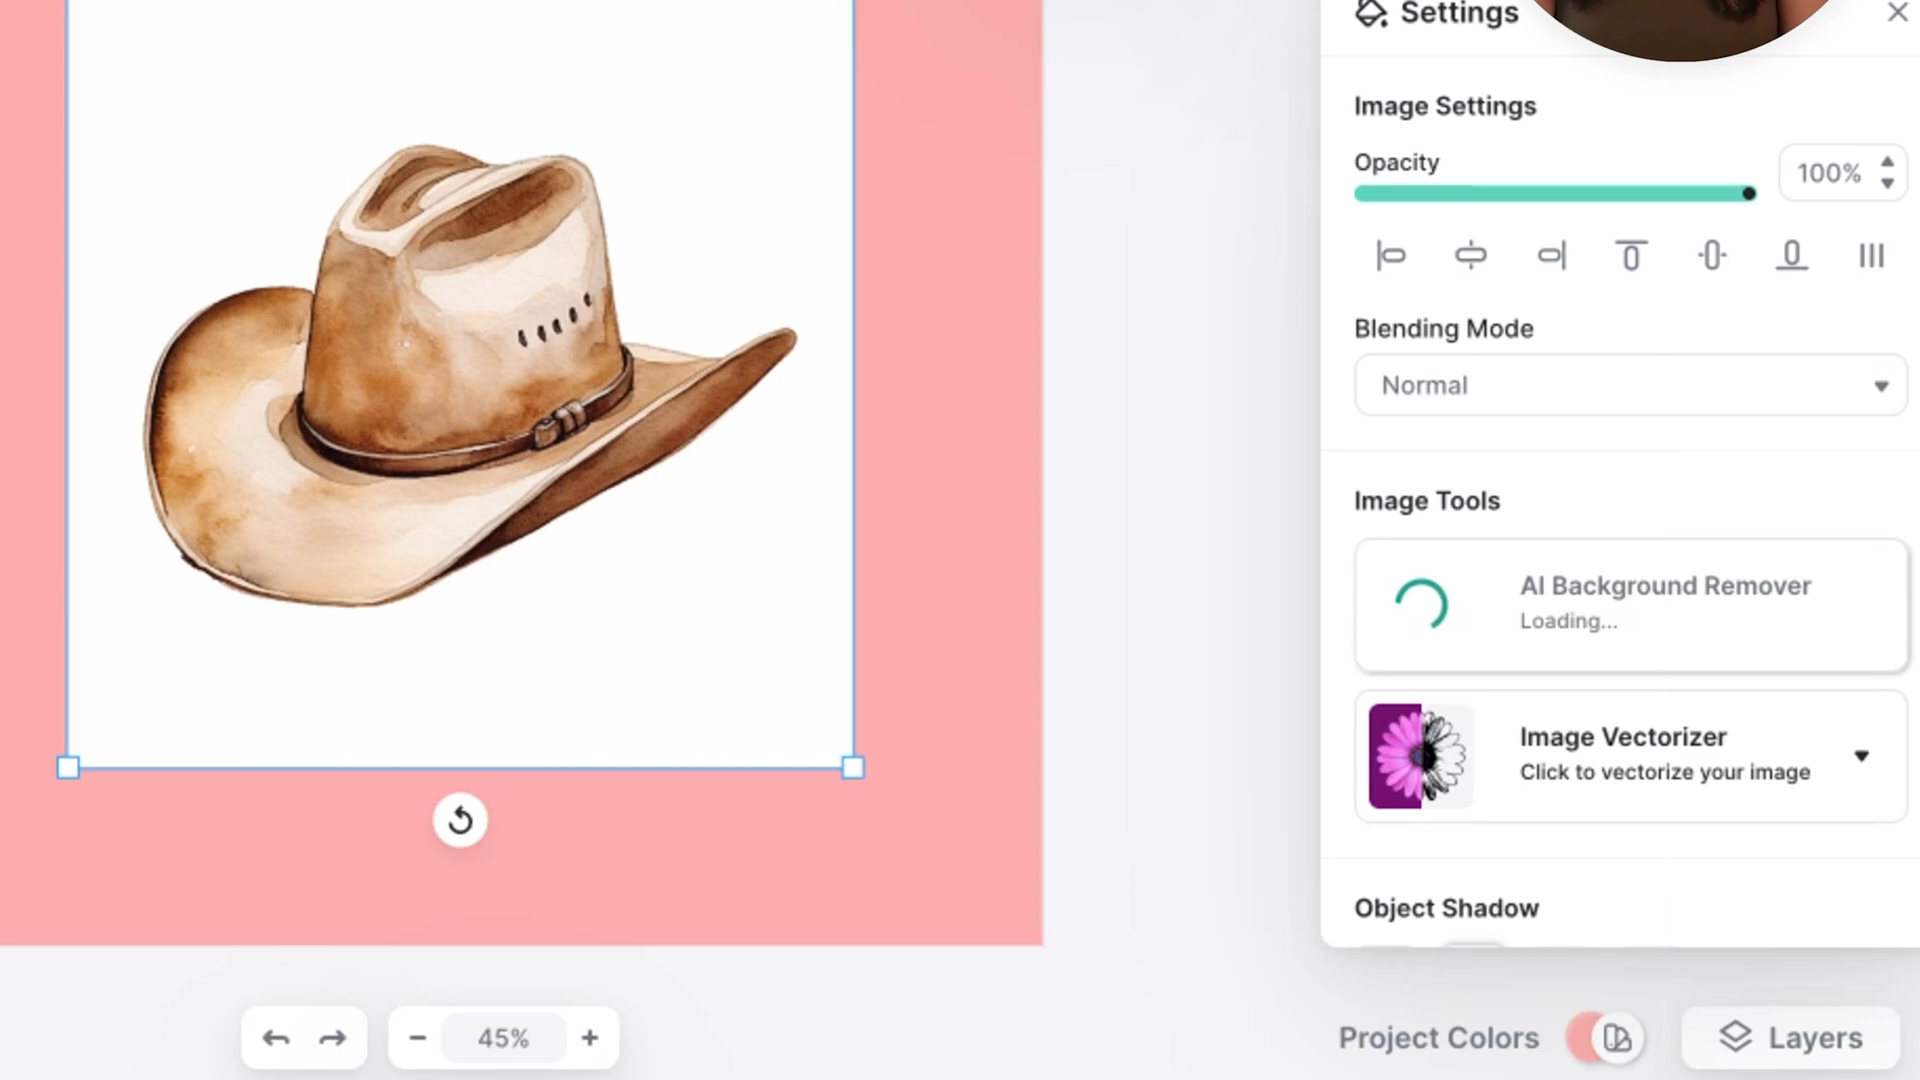 Settings
Image Settings
Opacity
100%
Blending Mode
Normal
Image Tools
AI Background Remover
Loading...
Image Vectorizer
Click to vectorize your image
Object Shadow
45%
Project Colors
Layers